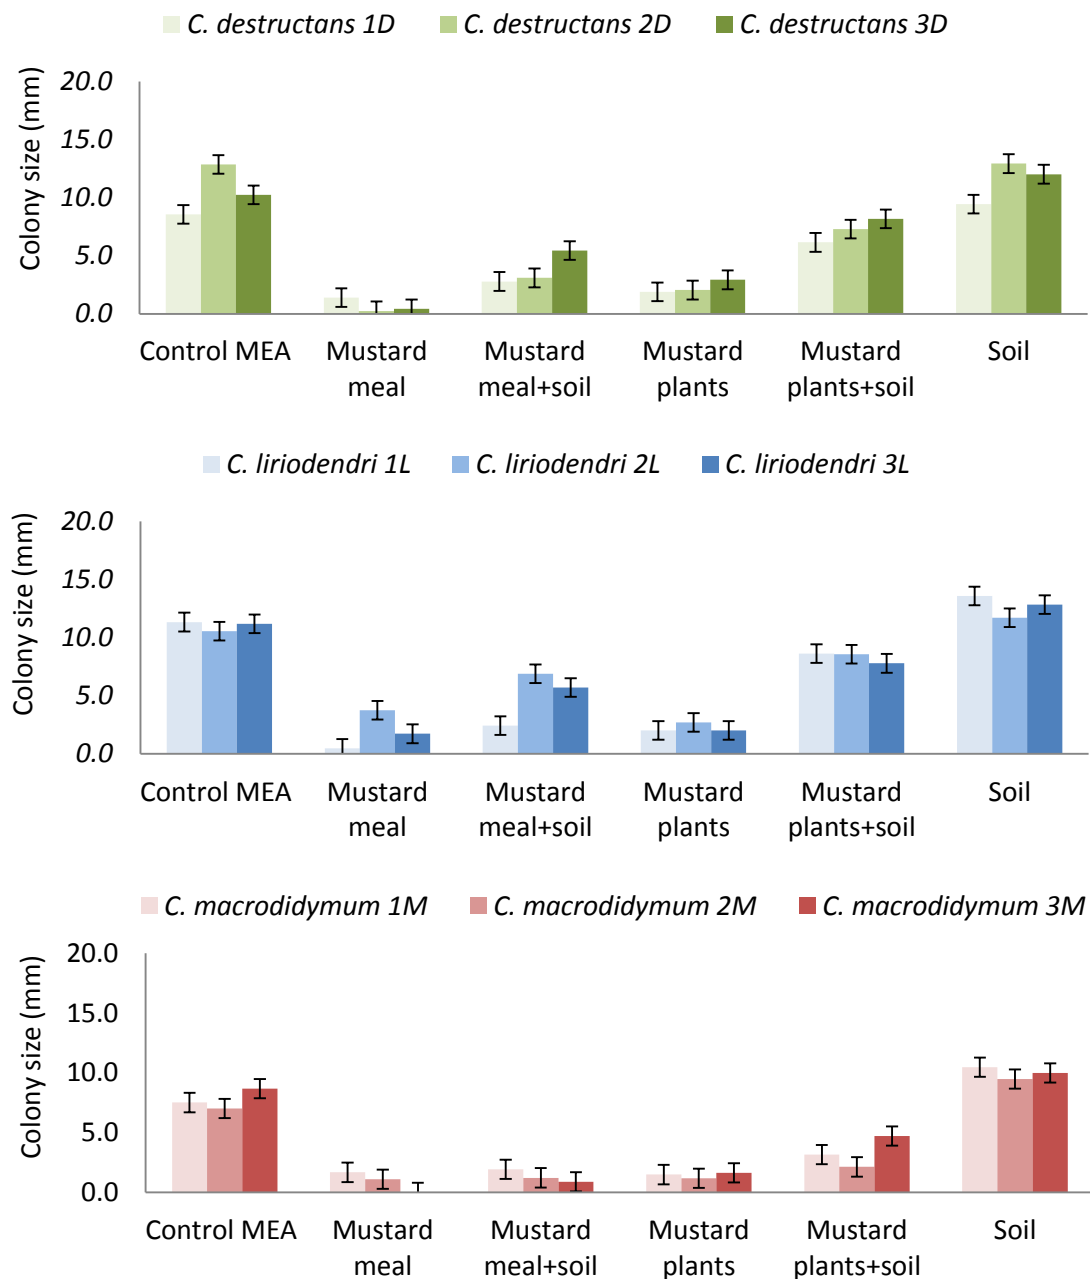 C. destructans 1D C. destructans 2D C. destructans 3D
Colony size (mm)
20.0
15.0
10.0
5.0
0.0
Control MEA Mustard meal Mustard meal+soil Mustard plants Mustard plants+soil Soil
C. liriodendri 1L C. liriodendri 2L C. liriodendri 3L
Colony size (mm)
20.0
15.0
10.0
5.0
0.0
Control MEA Mustard meal Mustard meal+soil Mustard plants Mustard plants+soil Soil
C. macrodidymum 1M C. macrodidymum 2M C. macrodidymum 3M
Colony size (mm)
20.0
15.0
10.0
5.0
0.0
Control MEA Mustard meal Mustard meal+soil Mustard plants Mustard plants+soil Soil